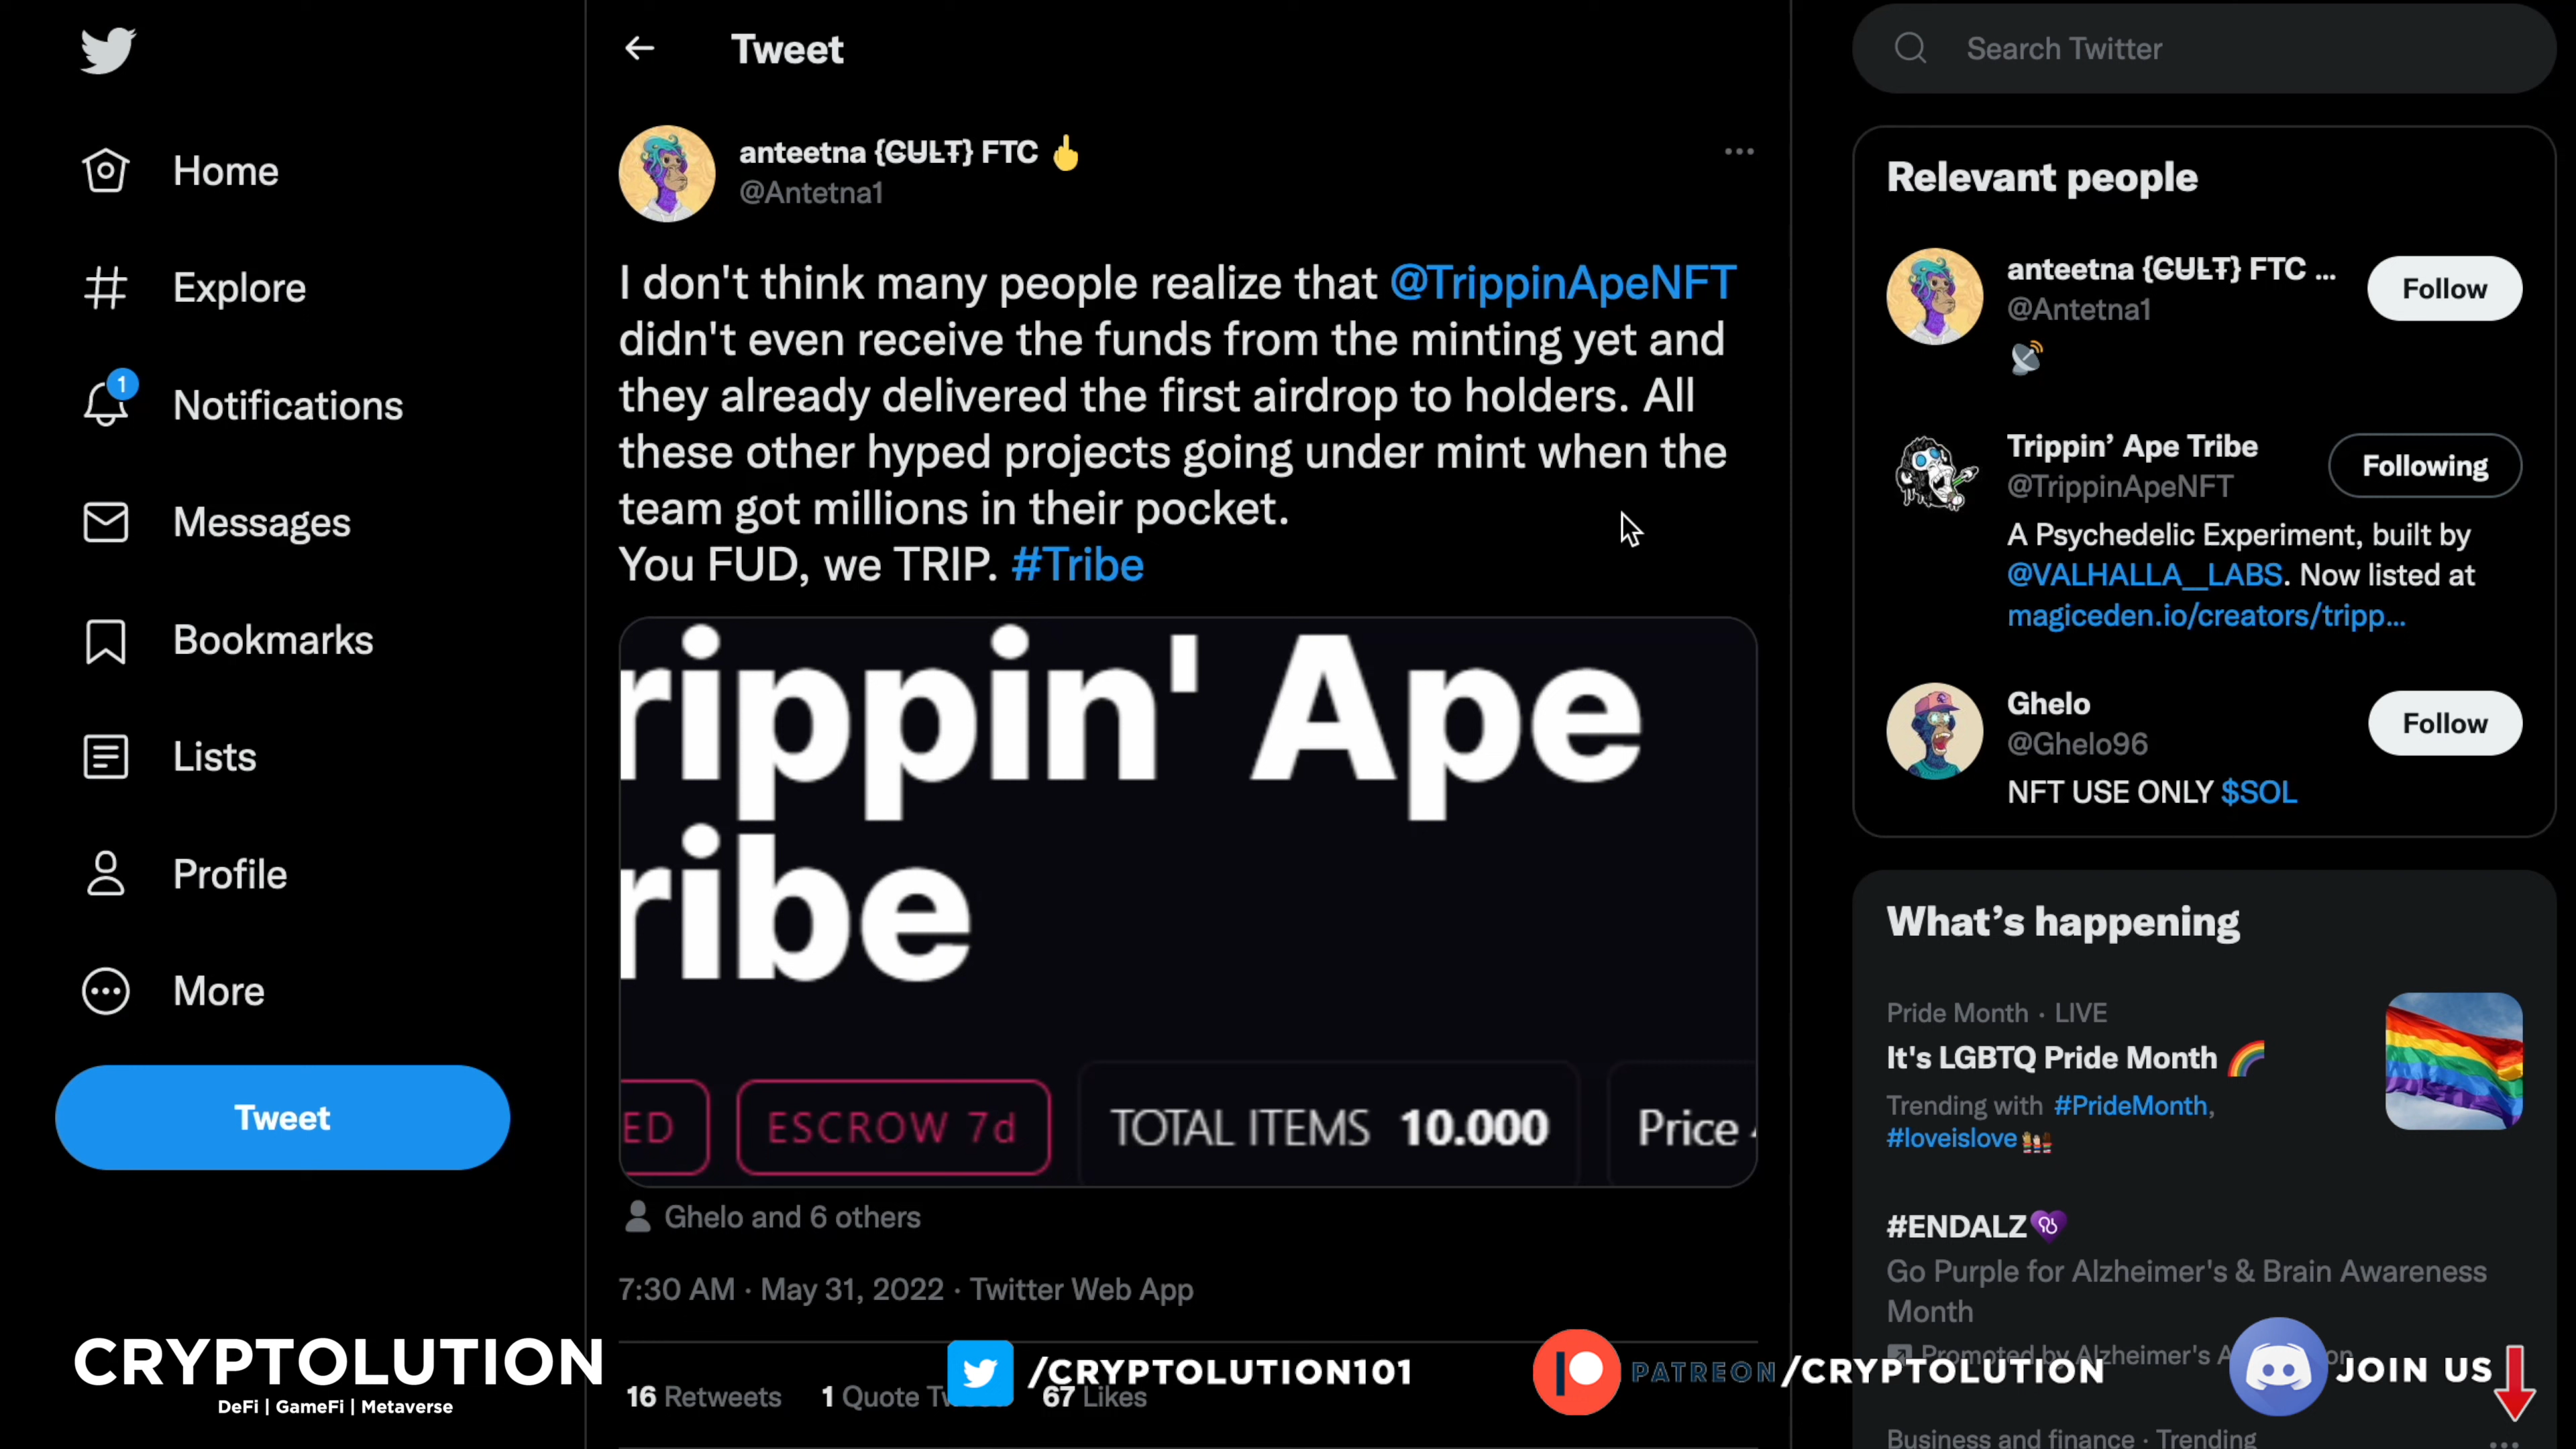 Home
Explore
1
Notifications
Messages
Bookmarks
Lists
Profile
More
Tweet
Tweet
anteetna {CULT} FTC
@Antetna1
I don't think many people realize that @TrippinApeNFT
didn't even receive the funds from the minting yet and
they already delivered the first airdrop to holders. All
these other hyped projects going under mint when the
team got millions in their pocket.
You FUD, we TRIP. #Tribe
rippin' Ape
ribe
ED
ESCROW 7d
TOTAL ITEMS 10.000
Price
Ghelo and 6 others
7:30 AM · May 31, 2022 · Twitter Web App
16 Retweets
1 Quote
67 Likes
Search Twitter
Relevant people
anteetna {CULT} FTC ...
@Antetna1
Follow
Trippin' Ape Tribe
@TrippinApeNFT
Following
A Psychedelic Experiment, built by
@VALHALLA__LABS. Now listed at
magiceden.io/creators/tripp...
Ghelo
@Ghelo96
Follow
NFT USE ONLY $SOL
What's happening
Pride Month · LIVE
It's LGBTQ Pride Month
Trending with #PrideMonth,
#loveislove
#ENDALZ
Go Purple for Alzheimer's & Brain Awareness
Month
Promoted by Alzheimer's
Business and finance · Trending
CRYPTOLUTION
DeFi | GameFi | Metaverse
/CRYPTOLUTION101
PATREON/CRYPTOLUTION
JOIN US